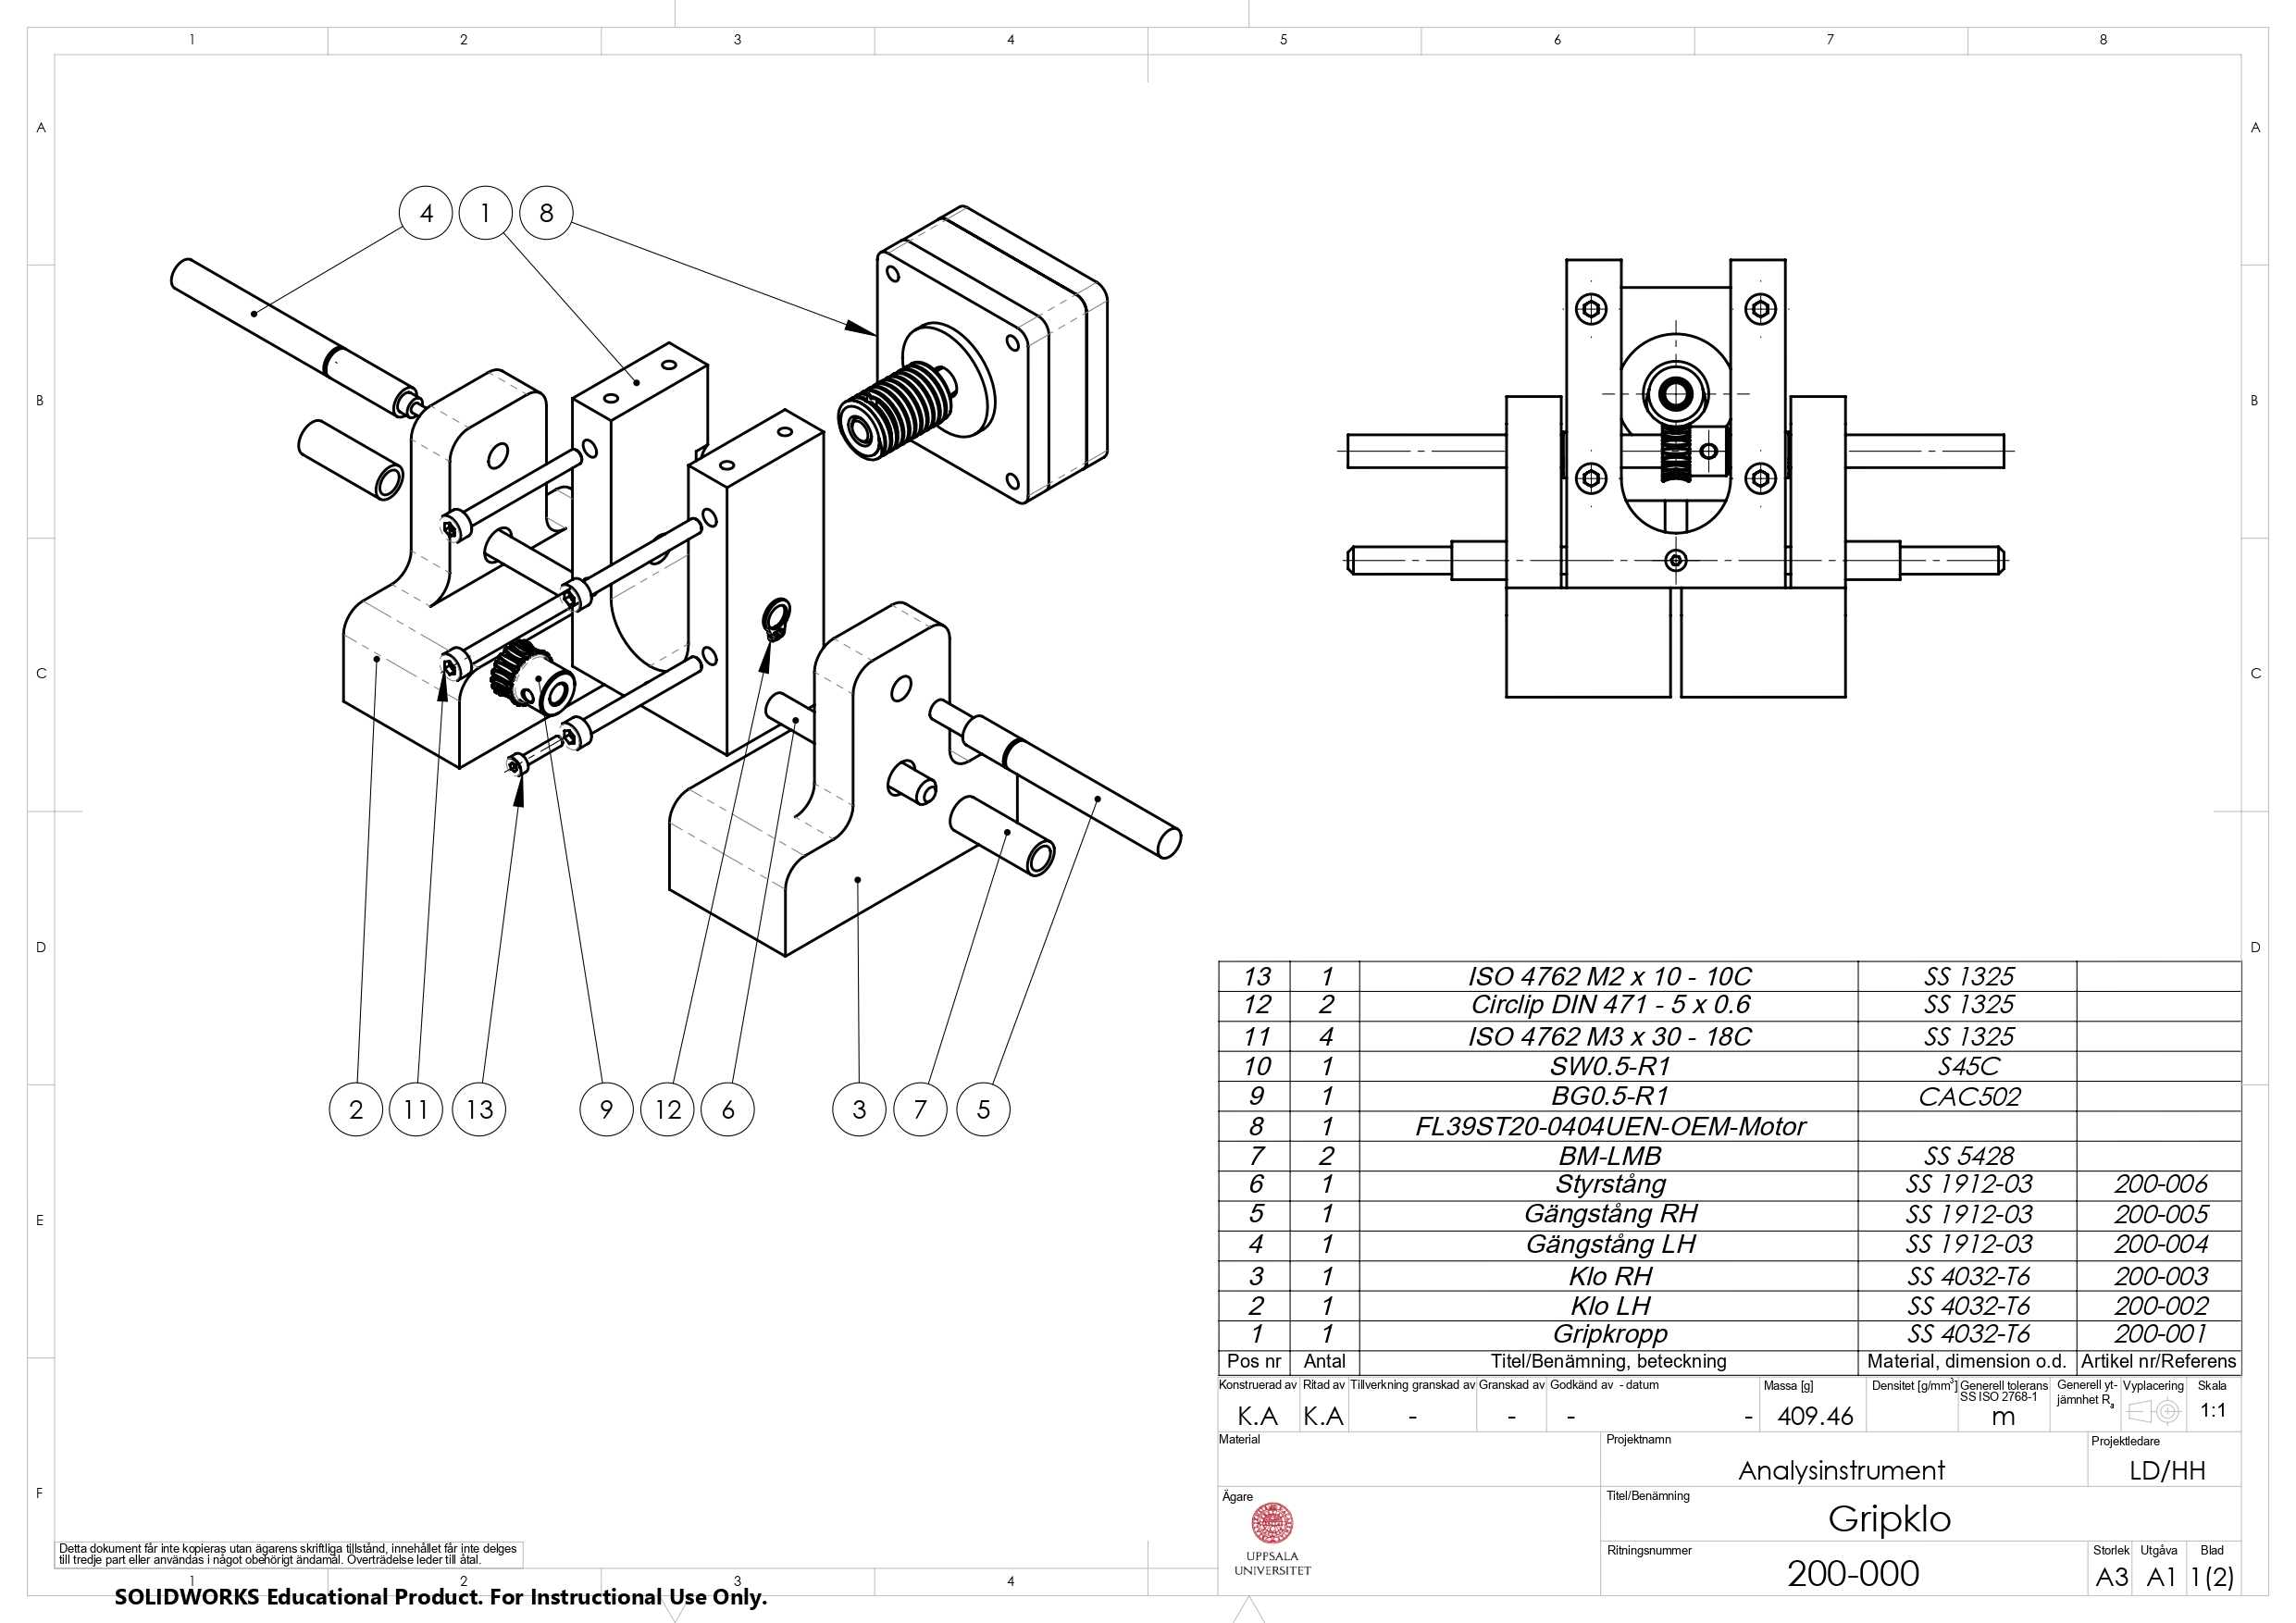 1 2 3 4 5 6 7 8
A A
B B
C C
D D
E
F
4 1 8
2 11 13 9 12 6 3 7 5
13 1 ISO 4762 M2 x 10 - 10C SS 1325
12 2 Circlip DIN 471 - 5 x 0.6 SS 1325
11 4 ISO 4762 M3 x 30 - 18C SS 1325
10 1 SW0.5-R1 S45C
9 1 BG0.5-R1 CAC502
8 1 FL39ST20-0404UEN-OEM-Motor
7 2 BM-LMB SS 5428
6 1 Styrstång SS 1912-03 200-006
5 1 Gängstång RH SS 1912-03 200-005
4 1 Gängstång LH SS 1912-03 200-004
3 1 Klo RH SS 4032-T6 200-003
2 1 Klo LH SS 4032-T6 200-002
1 1 Gripkropp SS 4032-T6 200-001
Pos nr Antal Titel/Benämning, beteckning Material, dimension o.d. Artikel nr/Referens
Konstruerad av Ritad av Tillverkning granskad av Granskad av Godkänd av - datum Massa [g] Densitet [g/mm³] Generell tolerans SS ISO 2768-1 Generell yt-jämnhet Ra Vyplacering Skala
K.A K.A - - - - 409.46 m 1:1
Material Projektnamn Projektledare
Analysinstrument LD/HH
Ägare Titel/Benämning
Gripklo
UPPSALA
UNIVERSITET
Ritningsnummer Storlek Utgåva Blad
200-000 A3 A1 1(2)
Detta dokument får inte kopieras utan ägarens skriftliga tillstånd, innehållet får inte delges
till tredje part eller användas i något obehörigt ändamål. Överträdelse leder till åtal.
1 2 3 4
SOLIDWORKS Educational Product. For Instructional Use Only.